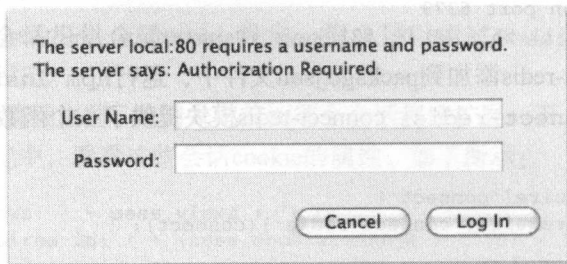 The server local:80 requires a username and password.
The server says: Authorization Required.
User Name:
Password:
Cancel
Log In